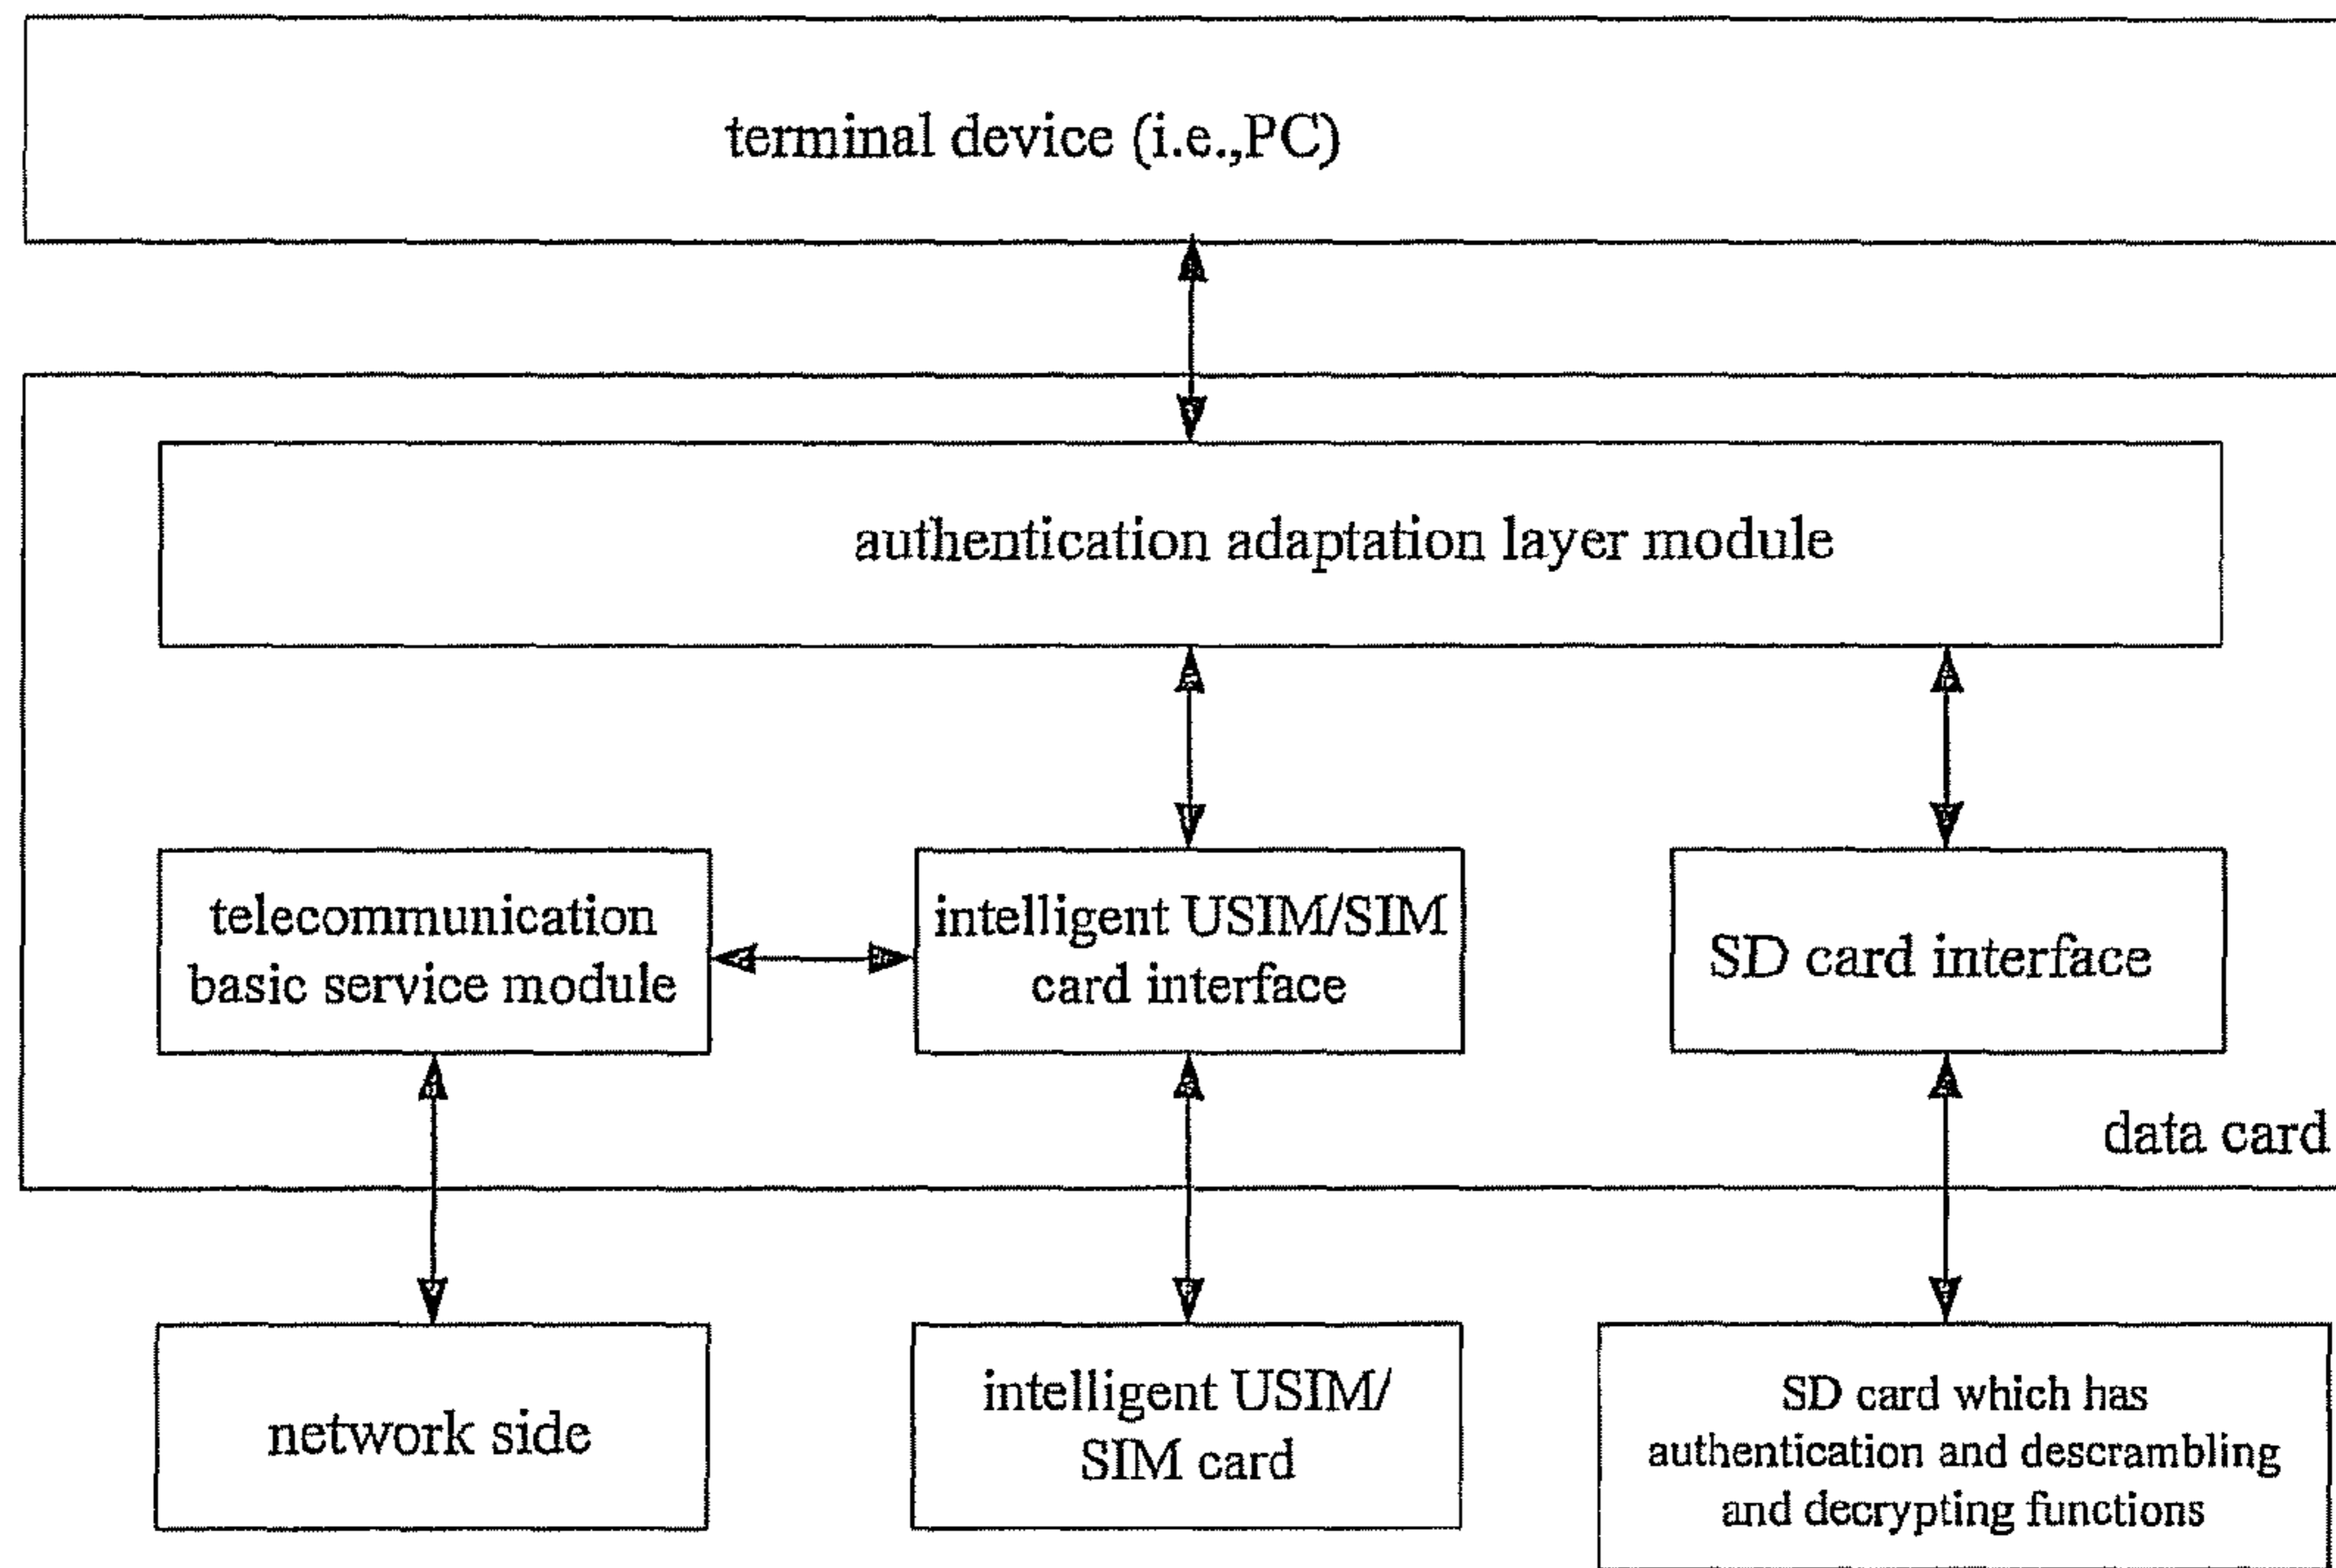 terminal device (i.e.,PC)
authentication adaptation layer module
telecommunication
basic service module
intelligent USIM/SIM
card interface
SD card interface
data card
network side
intelligent USIM/
SIM card
SD card which has
authentication and descrambling
and decrypting functions